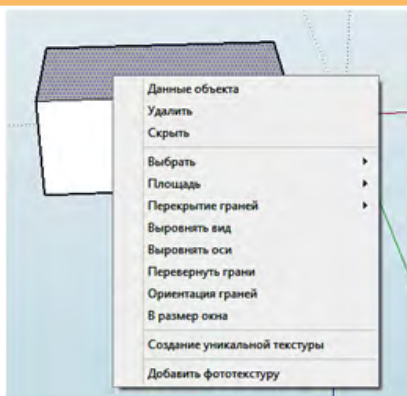 Данные объекта
Удалить
Скрыть
Выбрать
Площадь
Перекрытие граней
Выровнять вид
Выровнять оси
Перевернуть грани
Ориентация граней
В размер окна
Создание уникальной текстуры
Добавить фототекстуру